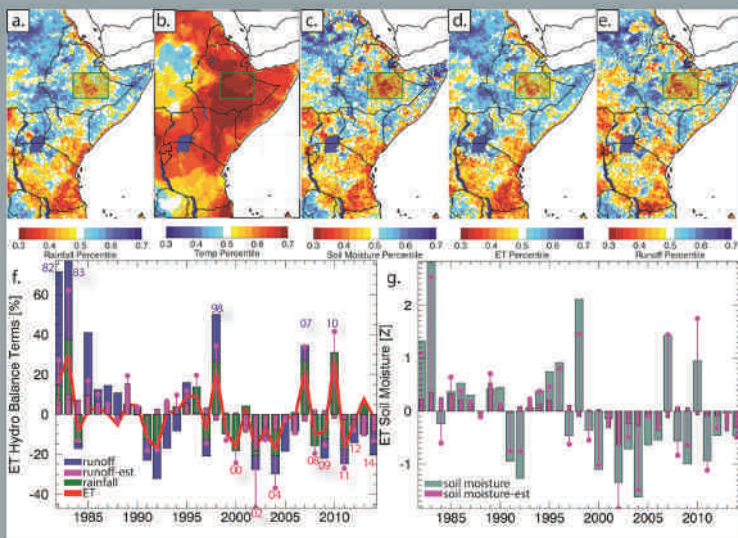 a. b. c. d. e.
0.3 0.4 0.5 0.6 0.7 0.3 0.4 0.5 0.6 0.7 0.3 0.4 0.5 0.6 0.7 0.3 0.4 0.5 0.6 0.7 0.3 0.4 0.5 0.6 0.7
Rainfall Percentile Temp Percentile Soil Moisture Percentile ET Percentile Runoff Percentile
f.
ET Hydro Balance Terms [%]
60
40
20
0
-20
-40
82 83 98 07 10
00 02 04 08 09 11 12 14
runoff
runoff-est
rainfall
ET
1985 1990 1995 2000 2005 2010
g.
ET Soil Moisture [Z]
2
1
0
-1
soil moisture
soil moisture-est
1985 1990 1995 2000 2005 2010